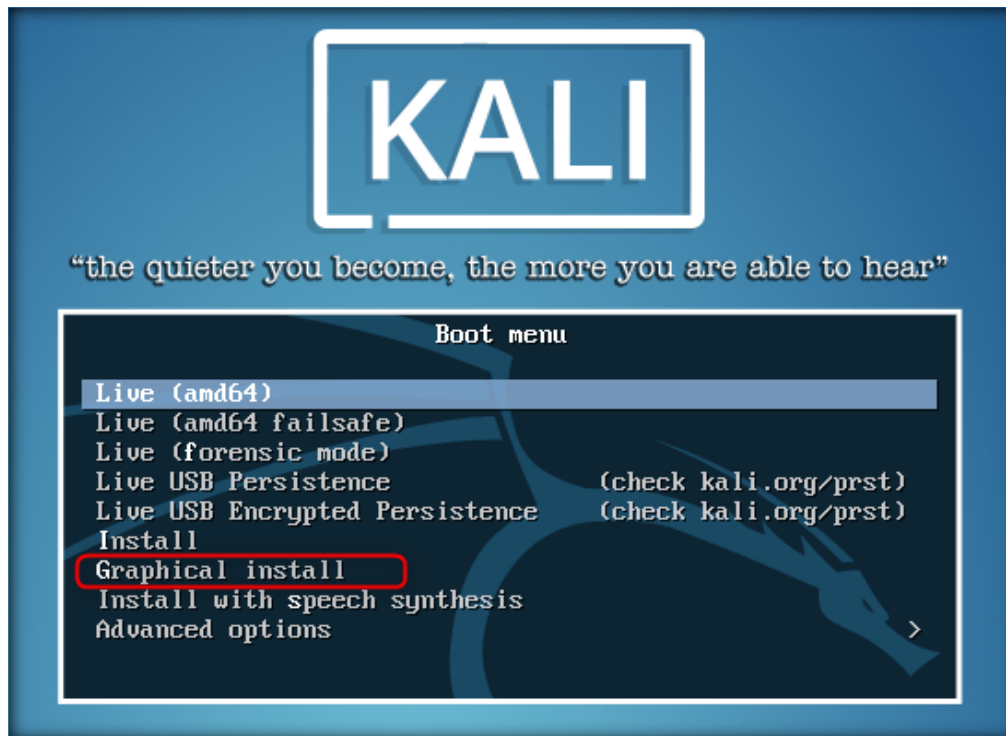 KALI
“the quieter you become, the more you are able to hear”
Boot menu
Live (amd64)
Live (amd64 failsafe)
Live (forensic mode)
Live USB Persistence (check kali.org/prst)
Live USB Encrypted Persistence (check kali.org/prst)
Install
Graphical install
Install with speech synthesis
Advanced options >